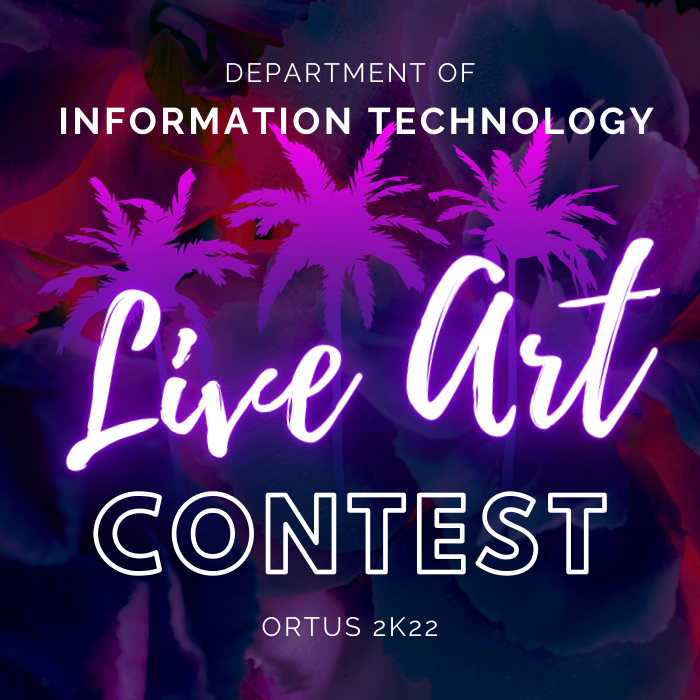 DEPARTMENT OF
INFORMATION TECHNOLOGY
Live Art
CONTEST
ORTUS 2K22